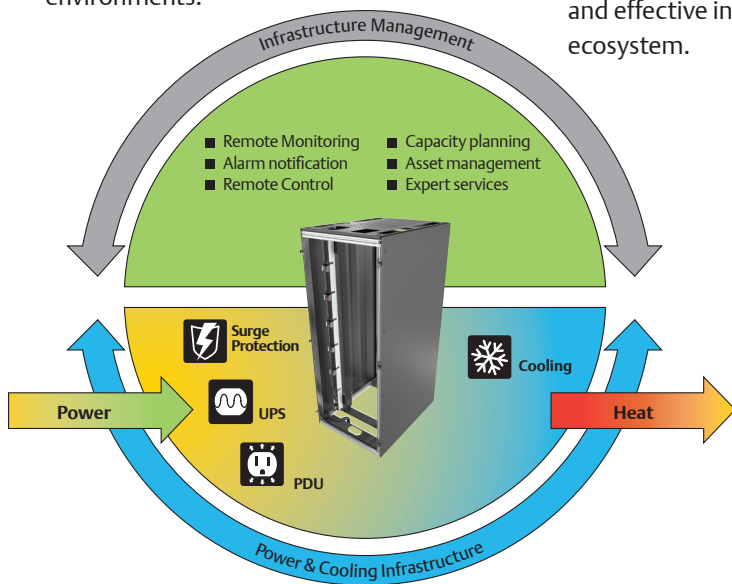 environments.
and effective in
ecosystem.
Infrastructure Management
Remote Monitoring
Alarm notification
Remote Control
Capacity planning
Asset management
Expert services
Surge
Protection
Cooling
Power
UPS
Heat
PDU
Power & Cooling Infrastructure